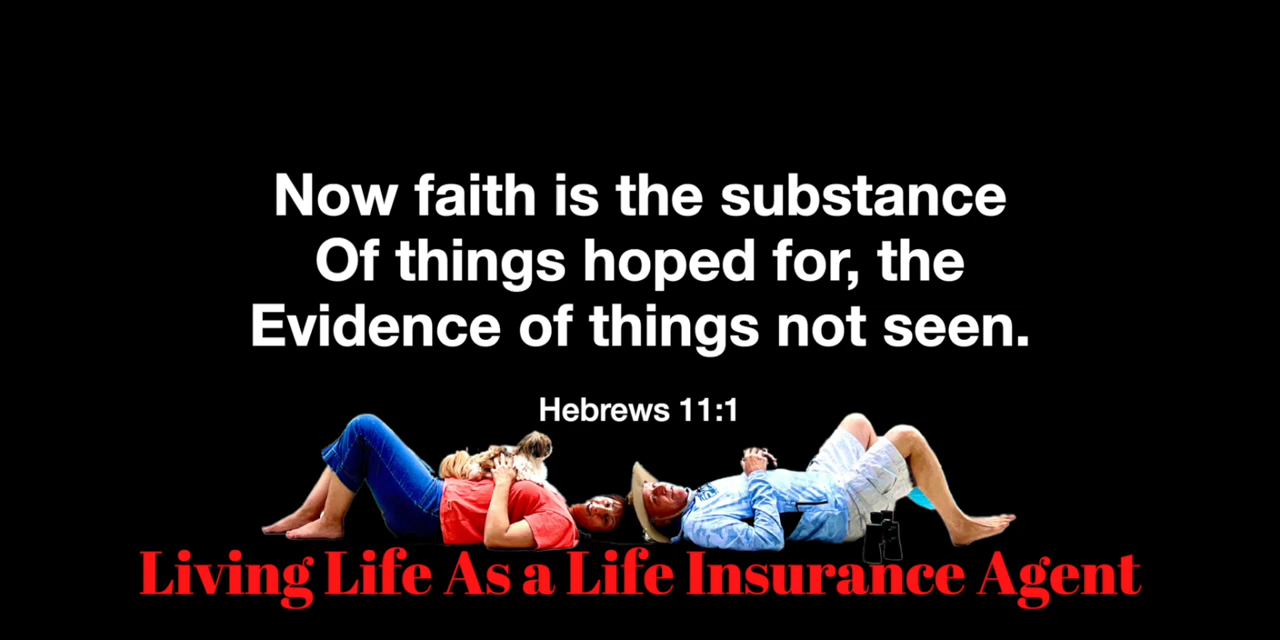 Now faith is the substance
Of things hoped for, the
Evidence of things not seen.
Hebrews 11:1
Living Life As a Life Insurance Agent